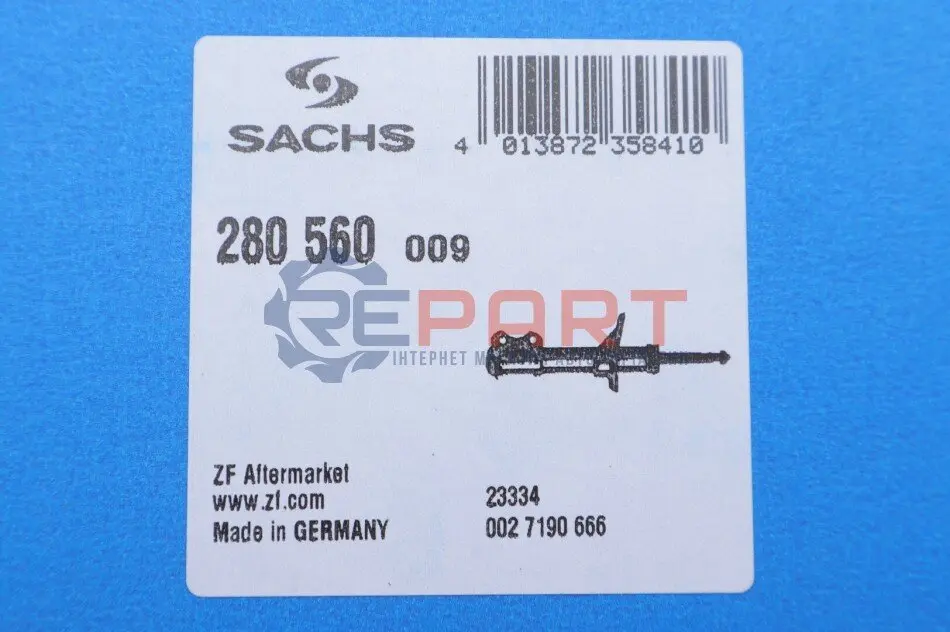 SACHS
4 013872 358410
280 560 009
REPART
ІНТЕРНЕТ
ZF Aftermarket
www.zf.com
Made in GERMANY
23334
002 7190 666